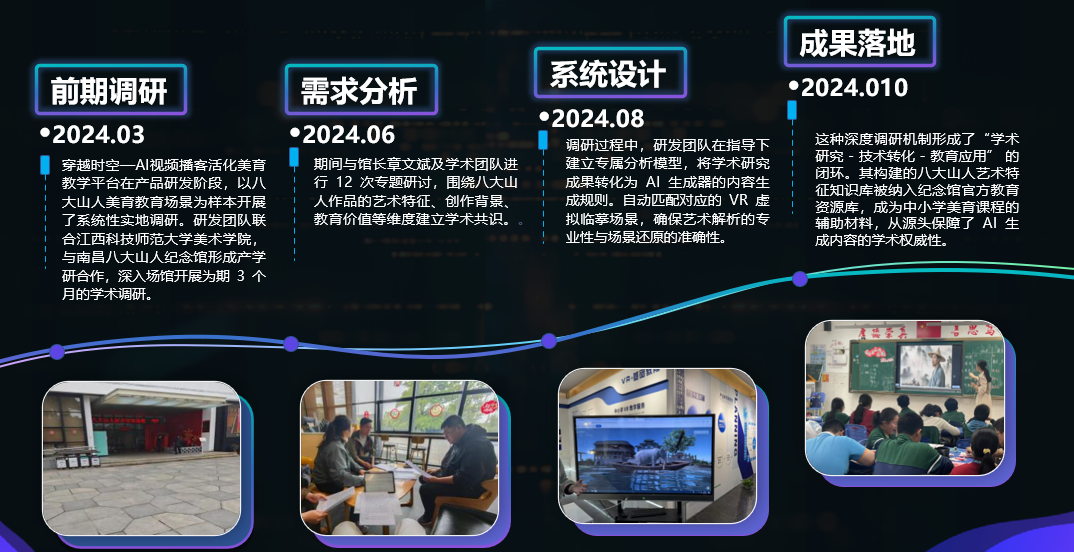 前期调研
2024.03
穿越时空—AI视频播客活化美育
教学平台在产品研发阶段，以八
大山人美育教育场景为样本开展
了系统性实地调研。研发团队联
合江西科技师范大学美术学院，
与南昌八大山人纪念馆形成产学
研合作，深入场馆开展为期 3 个
月的学术调研。
需求分析
2024.06
期间与馆长章文斌及学术团队进
行 12 次专题研讨，围绕八大山
人作品的艺术特征、创作背景、
教育价值等维度建立学术共识。。
系统设计
2024.08
调研过程中，研发团队在指导下
建立专属分析模型，将学术研究
成果转化为 AI 生成器的内容生
成规则。自动匹配对应的 VR 虚
拟临摹场景，确保艺术解析的专
业性与场景还原的准确性。
成果落地
2024.010
这种深度调研机制形成了“学术
研究 - 技术转化 - 教育应用” 的
闭环。其构建的八大山人艺术特
征知识库被纳入纪念馆官方教育
资源库，成为中小学美育课程的
辅助材料，从源头保障了 AI 生
成内容的学术权威性。
PLANNING